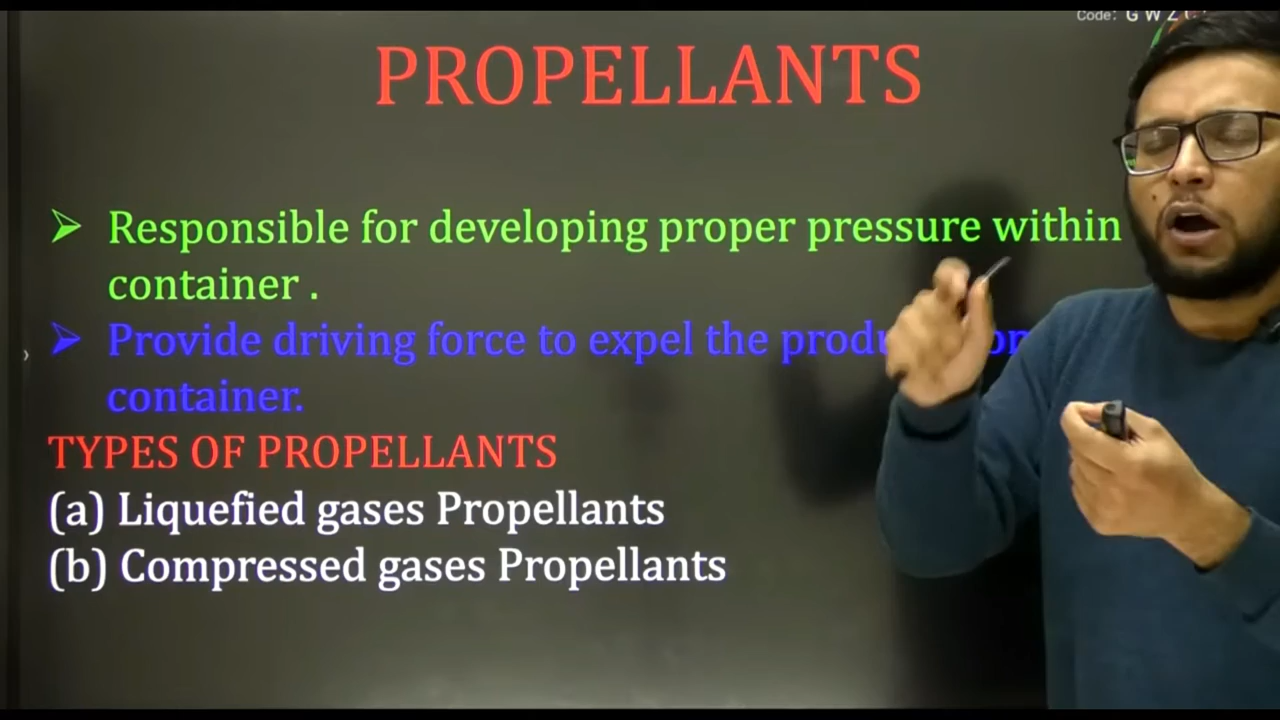 Code: G W Z
PROPELLANTS
➢ Responsible for developing proper pressure within
container .
➢ Provide driving force to expel the
container.
TYPES OF PROPELLANTS
(a) Liquefied gases Propellants
(b) Compressed gases Propellants